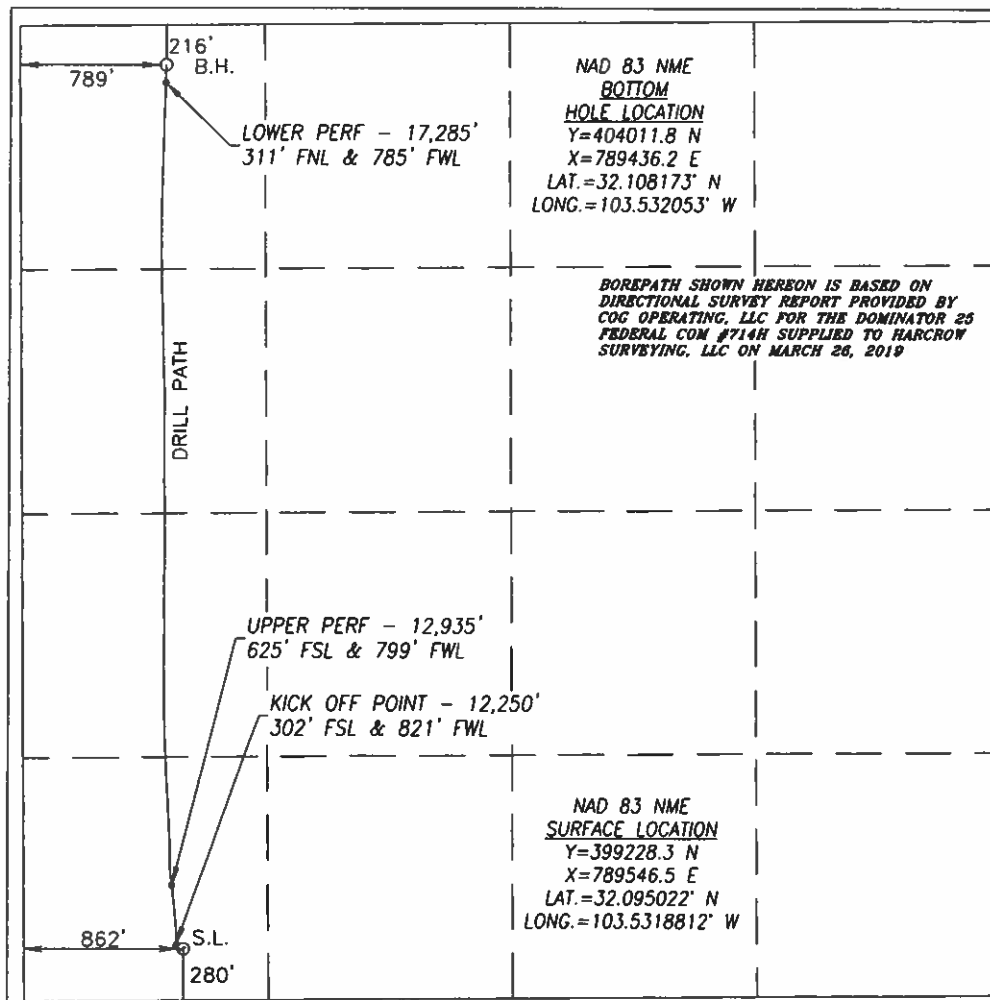 216'
B.H.
789'
NAD 83 NME
BOTTOM
HOLE LOCATION
Y=404011.8 N
X=789436.2 E
LAT.=32.108173° N
LONG.=103.532053° W
LOWER PERF - 17,285'
311' FNL & 785' FWL
BOREPATH SHOWN HEREON IS BASED ON
DIRECTIONAL SURVEY REPORT PROVIDED BY
COG OPERATING, LLC FOR THE DOMINATOR 25
FEDERAL COM #714H SUPPLIED TO HARCROW
SURVEYING, LLC ON MARCH 26, 2019
DRILL PATH
UPPER PERF - 12,935'
625' FSL & 799' FWL
KICK OFF POINT - 12,250'
302' FSL & 821' FWL
NAD 83 NME
SURFACE LOCATION
Y=399228.3 N
X=789546.5 E
LAT.=32.095022° N
LONG.=103.5318812° W
862'
S.L.
280'